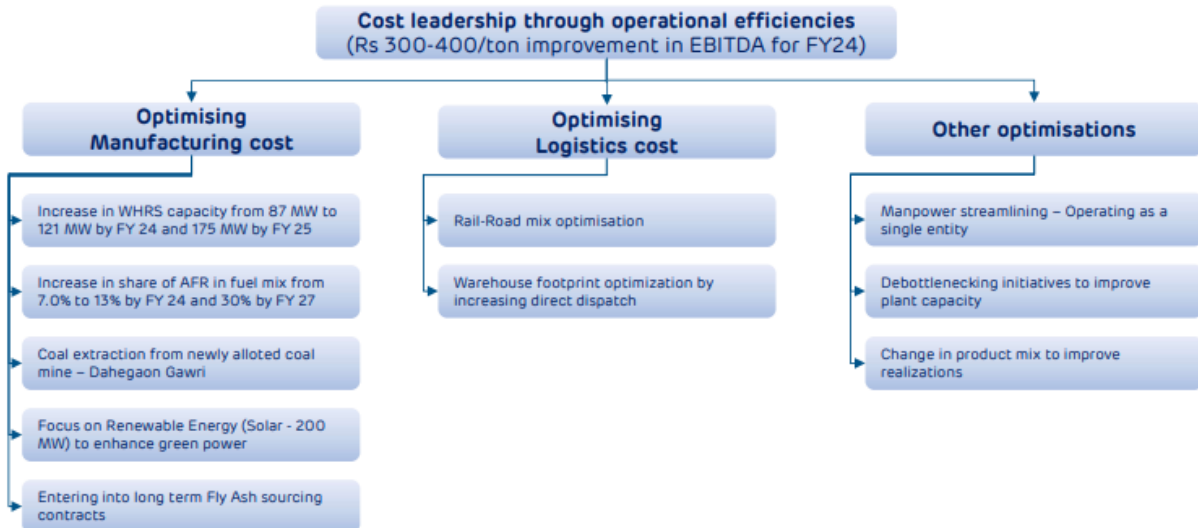 Cost leadership through operational efficiencies
(Rs 300-400/ton improvement in EBITDA for FY24)
Optimising
Manufacturing cost
Increase in WHRS capacity from 87 MW to
121 MW by FY 24 and 175 MW by FY 25
Increase in share of AFR in fuel mix from
7.0% to 13% by FY 24 and 30% by FY 27
Coal extraction from newly alloted coal
mine – Dahegaon Gawri
Focus on Renewable Energy (Solar - 200
MW) to enhance green power
Entering into long term Fly Ash sourcing
contracts
Optimising
Logistics cost
Rail-Road mix optimisation
Warehouse footprint optimization by
increasing direct dispatch
Other optimisations
Manpower streamlining – Operating as a
single entity
Debottlenecking initiatives to improve
plant capacity
Change in product mix to improve
realizations